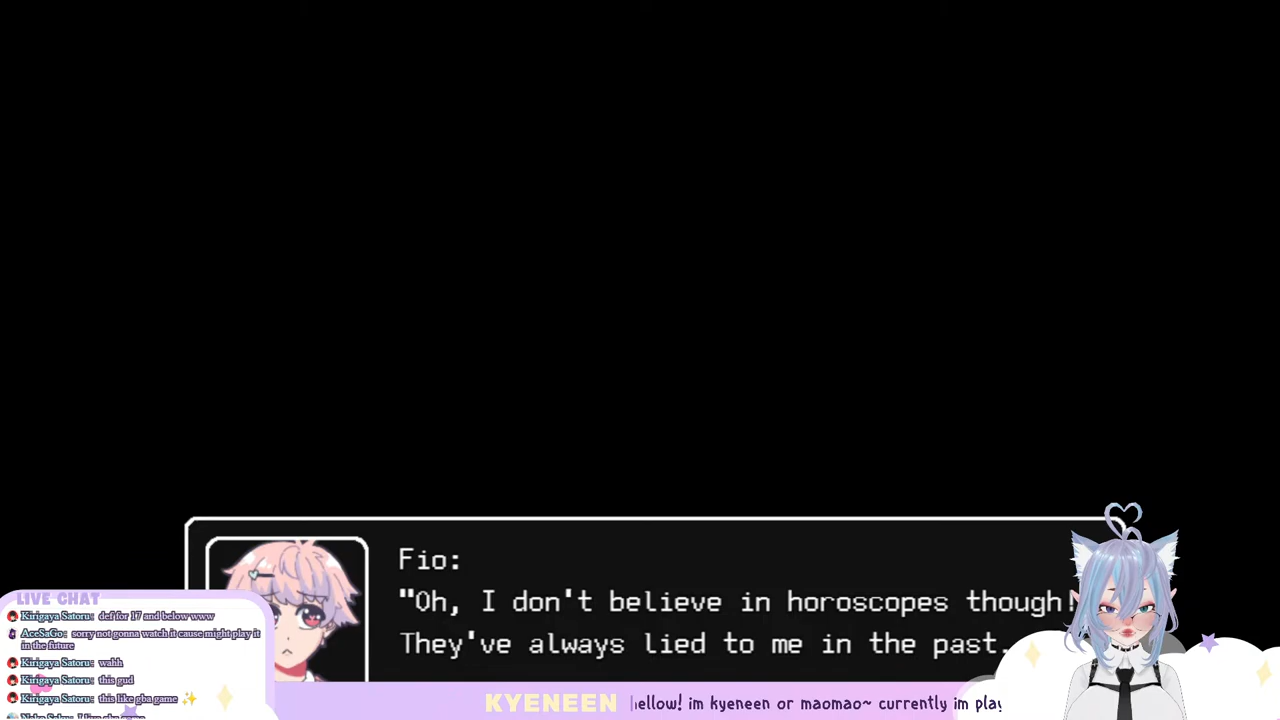 Fio:
"Oh, I don't believe in horoscopes though!
They've always lied to me in the past.
LIVE CHAT
Kirigaya Satoru: def for 17 and below www
AceSaGo: sorry not gonna watch it cause might play it
in the future
Kirigaya Satoru: wahh
Kirigaya Satoru: this gud
Kirigaya Satoru: this like gba game ✨
KYENEEN
hellow! im kyeneen or maomao~ currently im play